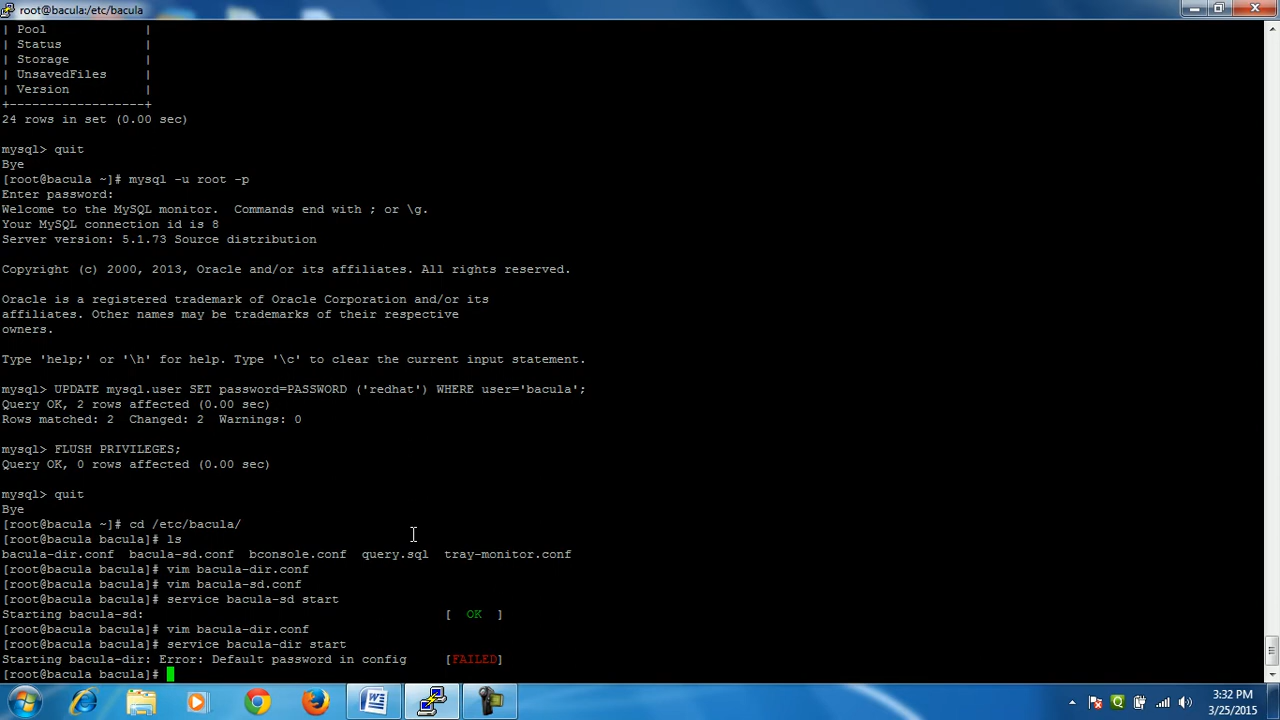 root@bacula:/etc/bacula
| Pool             |
| Status           |
| Storage          |
| UnsavedFiles     |
| Version          |
+------------------+
24 rows in set (0.00 sec)
mysql> quit
Bye
[root@bacula ~]# mysql -u root -p
Enter password:
Welcome to the MySQL monitor.  Commands end with ; or \g.
Your MySQL connection id is 8
Server version: 5.1.73 Source distribution
Copyright (c) 2000, 2013, Oracle and/or its affiliates. All rights reserved.
Oracle is a registered trademark of Oracle Corporation and/or its
affiliates. Other names may be trademarks of their respective
owners.
Type 'help;' or '\h' for help. Type '\c' to clear the current input statement.
mysql> UPDATE mysql.user SET password=PASSWORD ('redhat') WHERE user='bacula';
Query OK, 2 rows affected (0.00 sec)
Rows matched: 2  Changed: 2  Warnings: 0
mysql> FLUSH PRIVILEGES;
Query OK, 0 rows affected (0.00 sec)
mysql> quit
Bye
[root@bacula ~]# cd /etc/bacula/
[root@bacula bacula]# ls
bacula-dir.conf  bacula-sd.conf  bconsole.conf  query.sql  tray-monitor.conf
[root@bacula bacula]# vim bacula-dir.conf
[root@bacula bacula]# vim bacula-sd.conf
[root@bacula bacula]# service bacula-sd start
Starting bacula-sd:                                     [  OK  ]
[root@bacula bacula]# vim bacula-dir.conf
[root@bacula bacula]# service bacula-dir start
Starting bacula-dir: Error: Default password in config     [FAILED]
[root@bacula bacula]#
3:32 PM
3/25/2015